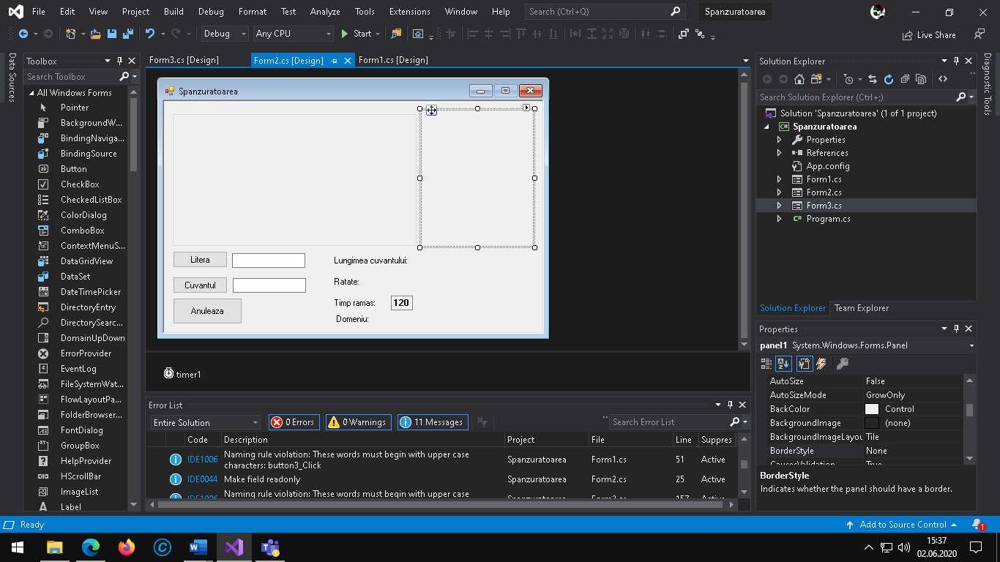 File Edit View Project Build Debug Format Test Analyze Tools Extensions Window Help Search (Ctrl+Q) Spanzuratoarea
Debug Any CPU Start Live Share
Data Sources
Toolbox
Search Toolbox
All Windows Forms
Pointer
BackgroundW...
BindingNaviga...
BindingSource
Button
CheckBox
CheckedListBox
ColorDialog
ComboBox
ContextMenuS...
DataGridView
DataSet
DateTimePicker
DirectoryEntry
DirectorySearc...
DomainUpDown
ErrorProvider
EventLog
FileSystemWat...
FlowLayoutPa...
FolderBrowser...
FontDialog
GroupBox
HelpProvider
HScrollBar
ImageList
Label
Form3.cs [Design] Form2.cs [Design] Form1.cs [Design]
Spanzuratoarea
Litera
Cuvantul
Anuleaza
Lungimea cuvantului:
Ratate:
Timp ramas: 120
Domeniu:
timer1
Error List
Entire Solution 0 Errors 0 Warnings 11 Messages Search Error List
Code Description Project File Line Suppres
IDE1006 Naming rule violation: These words must begin with upper case characters: button3_Click Spanzuratoarea Form1.cs 51 Active
IDE0044 Make field readonly Spanzuratoarea Form2.cs 25 Active
IDE1006 Naming rule violation: These words must begin with upper case Spanzuratoarea Form2.cs 157 Active
Solution Explorer
Search Solution Explorer (Ctrl+;)
Solution 'Spanzuratoarea' (1 of 1 project)
Spanzuratoarea
Properties
References
App.config
Form1.cs
Form2.cs
Form3.cs
Program.cs
Solution Explorer Team Explorer
Properties
panel1 System.Windows.Forms.Panel
AutoSize False
AutoSizeMode GrowOnly
BackColor Control
BackgroundImage (none)
BackgroundImageLayou Tile
BorderStyle None
CausesValidation True
BorderStyle
Indicates whether the panel should have a border.
Diagnostic Tools
Ready Add to Source Control 1
15:37
02.06.2020